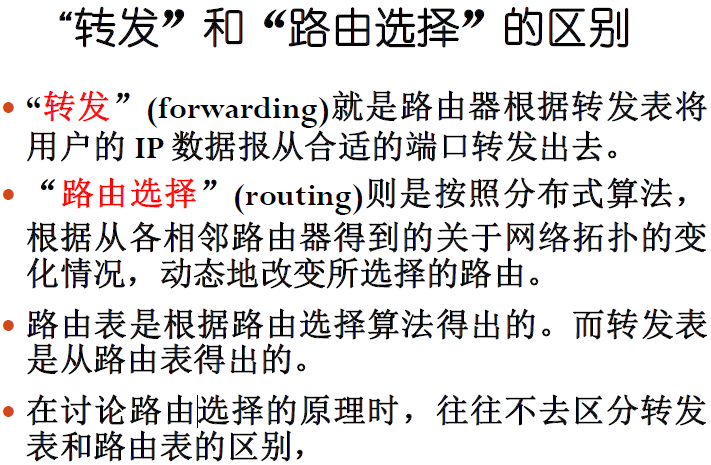 “转发”和“路由选择”的区别
• “转发”(forwarding)就是路由器根据转发表将
用户的 IP 数据报从合适的端口转发出去。
• “路由选择”(routing)则是按照分布式算法，
根据从各相邻路由器得到的关于网络拓扑的变
化情况，动态地改变所选择的路由。
• 路由表是根据路由选择算法得出的。而转发表
是从路由表得出的。
• 在讨论路由选择的原理时，往往不去区分转发
表和路由表的区别，